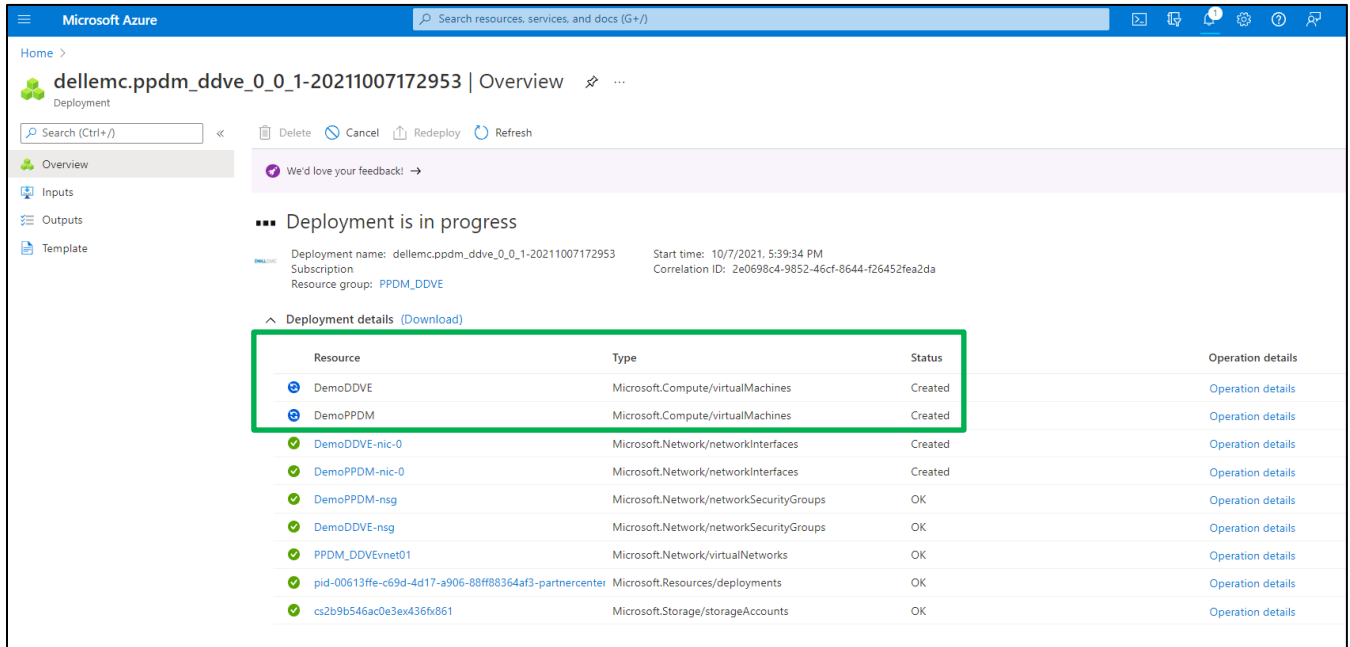 Microsoft Azure
Search resources, services, and docs (G+/)
1
Home >
dellemc.ppdm_ddve_0_0_1-20211007172953 | Overview
Deployment
Search (Ctrl+/)
«
Delete Cancel Redeploy Refresh
Overview
Inputs
Outputs
Template
We'd love your feedback! →
Deployment is in progress
Deployment name: dellemc.ppdm_ddve_0_0_1-20211007172953 Start time: 10/7/2021, 5:39:34 PM
Subscription Correlation ID: 2e0698c4-9852-46cf-8644-f26452fea2da
Resource group: PPDM_DDVE
Deployment details (Download)
Resource Type Status Operation details
DemoDDVE Microsoft.Compute/virtualMachines Created Operation details
DemoPPDM Microsoft.Compute/virtualMachines Created Operation details
DemoDDVE-nic-0 Microsoft.Network/networkInterfaces Created Operation details
DemoPPDM-nic-0 Microsoft.Network/networkInterfaces Created Operation details
DemoPPDM-nsg Microsoft.Network/networkSecurityGroups OK Operation details
DemoDDVE-nsg Microsoft.Network/networkSecurityGroups OK Operation details
PPDM_DDVEvnet01 Microsoft.Network/virtualNetworks OK Operation details
pid-00613ffe-c69d-4d17-a906-88ff88364af3-partnercenter Microsoft.Resources/deployments OK Operation details
cs2b9b546ac0e3ex436fx861 Microsoft.Storage/storageAccounts OK Operation details